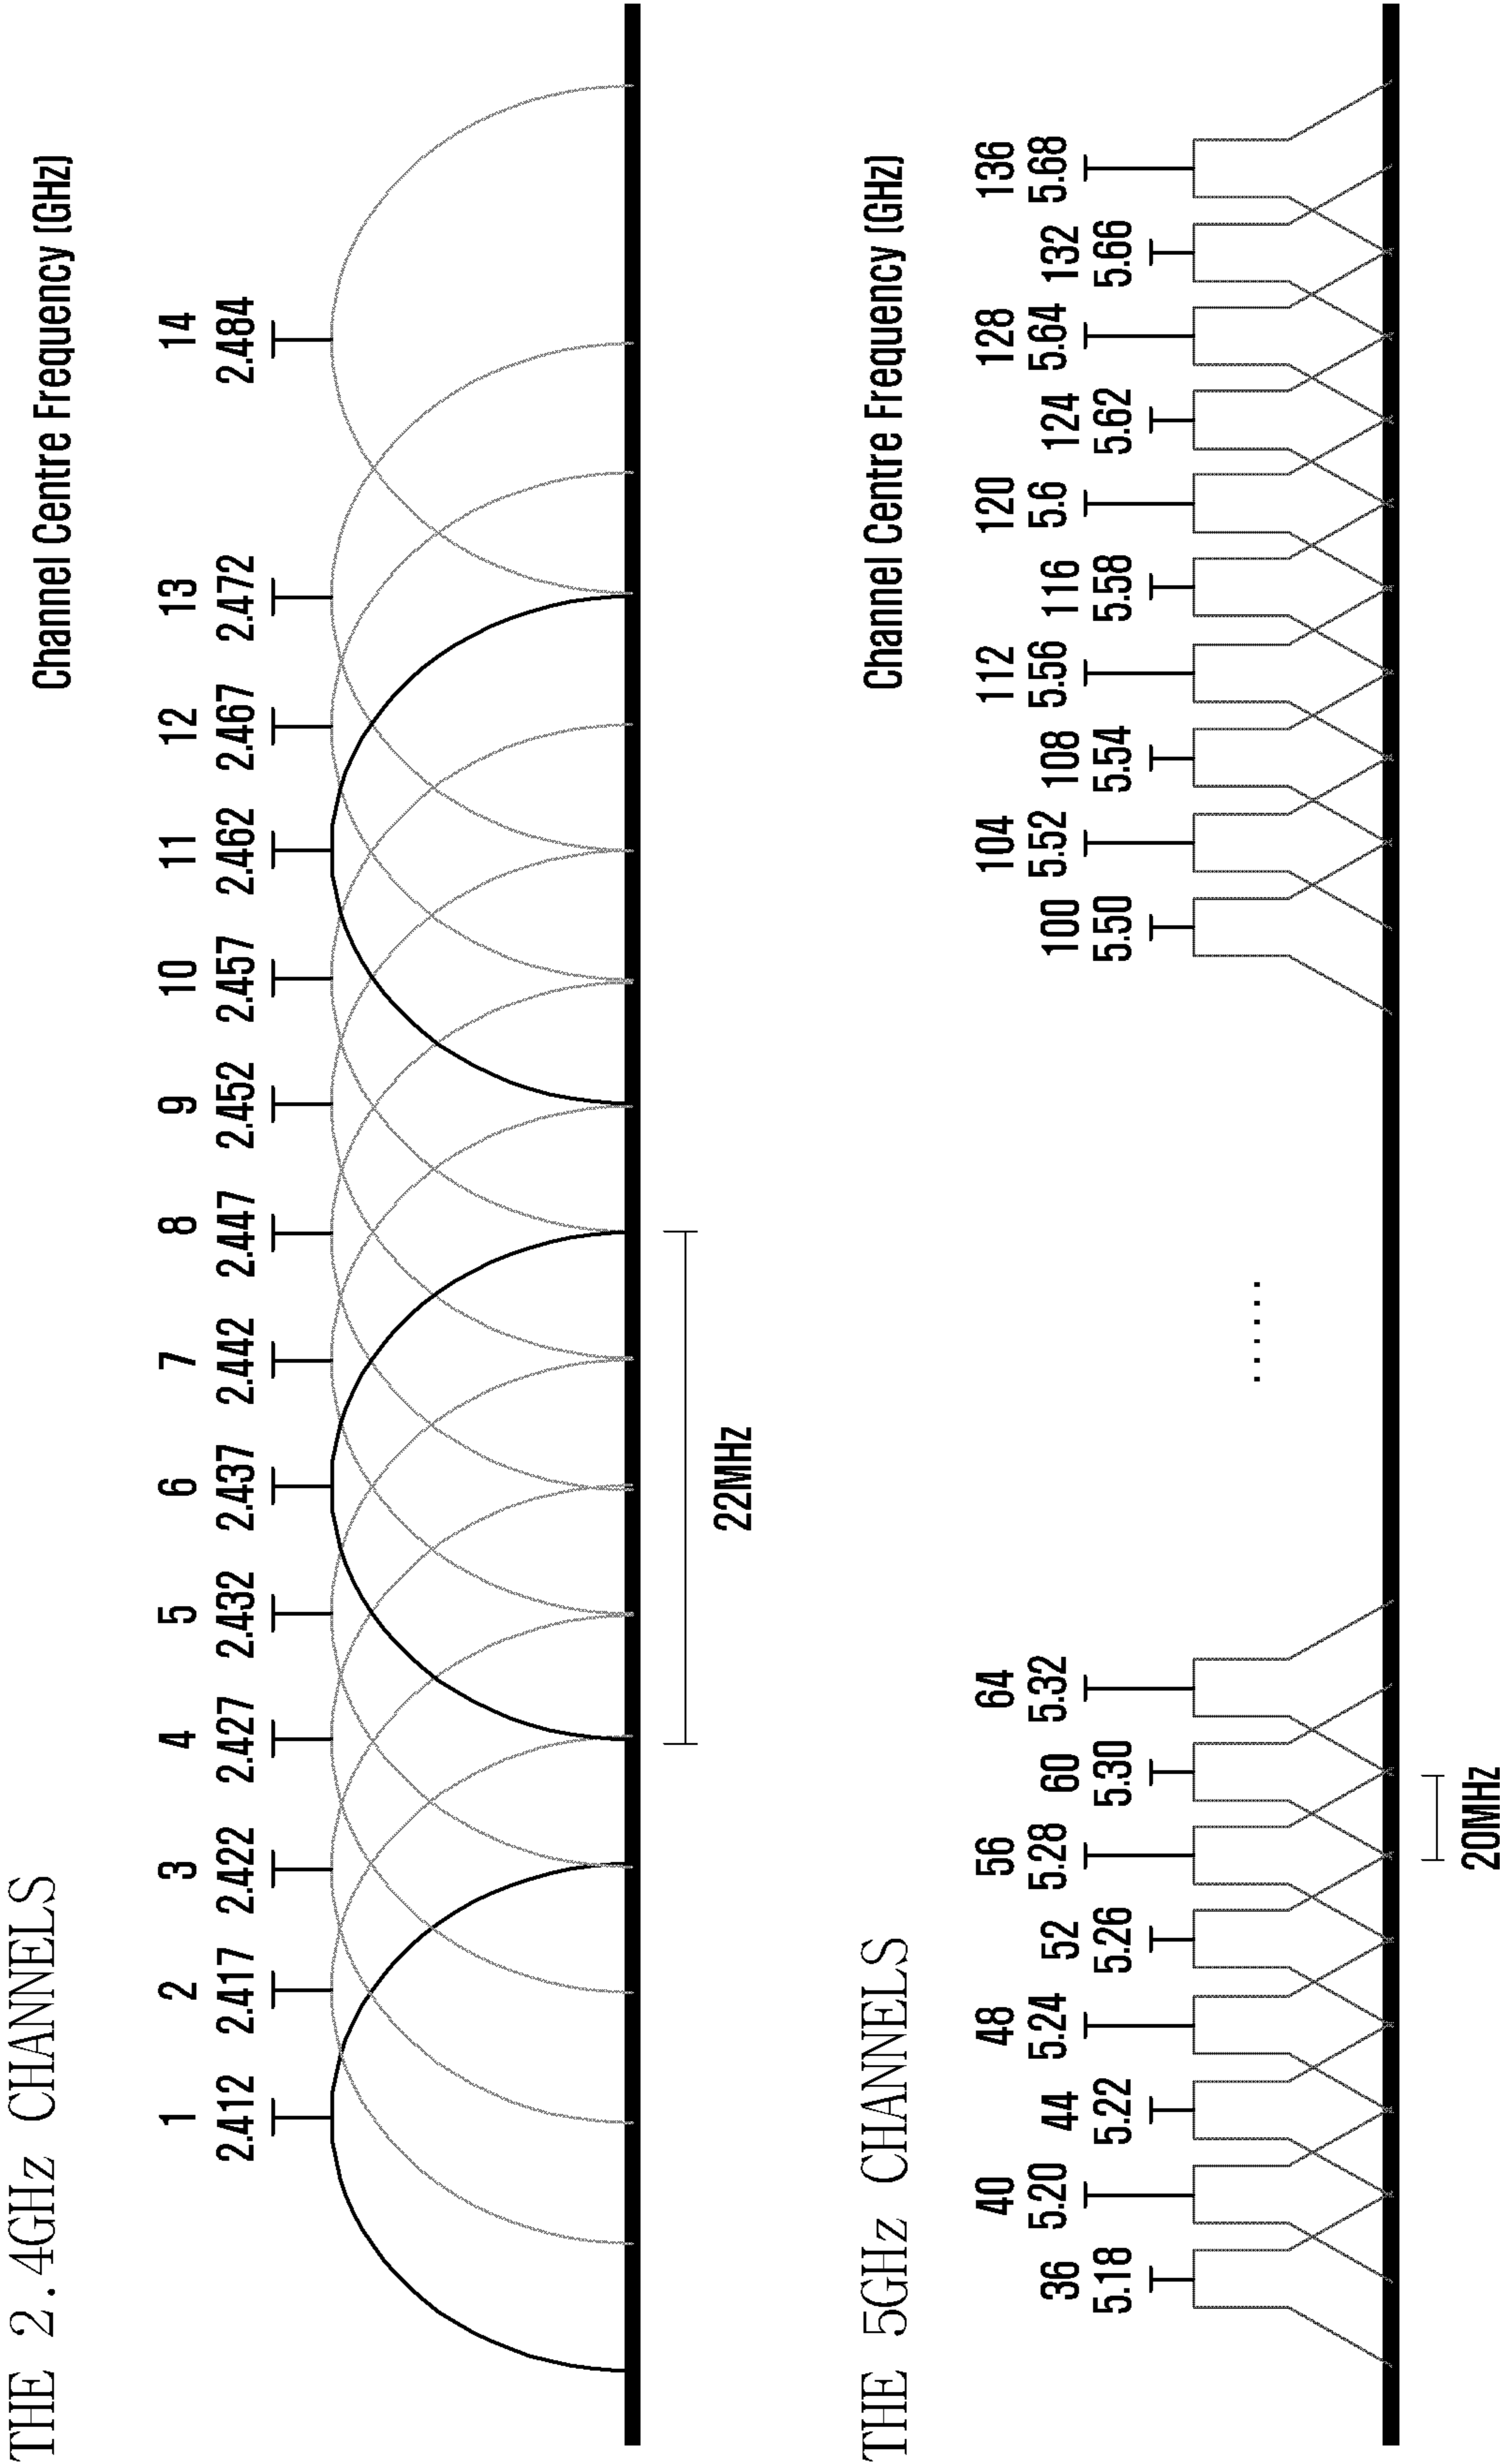 THE 2.4GHz CHANNELS
Channel Centre Frequency (GHz)
1 2 3 4 5 6 7 8 9 10 11 12 13 14
2.412 2.417 2.422 2.427 2.432 2.437 2.442 2.447 2.452 2.457 2.462 2.467 2.472 2.484
22MHz
THE 5GHz CHANNELS
Channel Centre Frequency (GHz)
40 48 56 64 104 112 120 128 136
5.20 5.24 5.28 5.32 5.52 5.56 5.6 5.64 5.68
36 44 52 60 100 108 116 124 132
5.18 5.22 5.26 5.30 5.50 5.54 5.58 5.62 5.66
......
20MHz